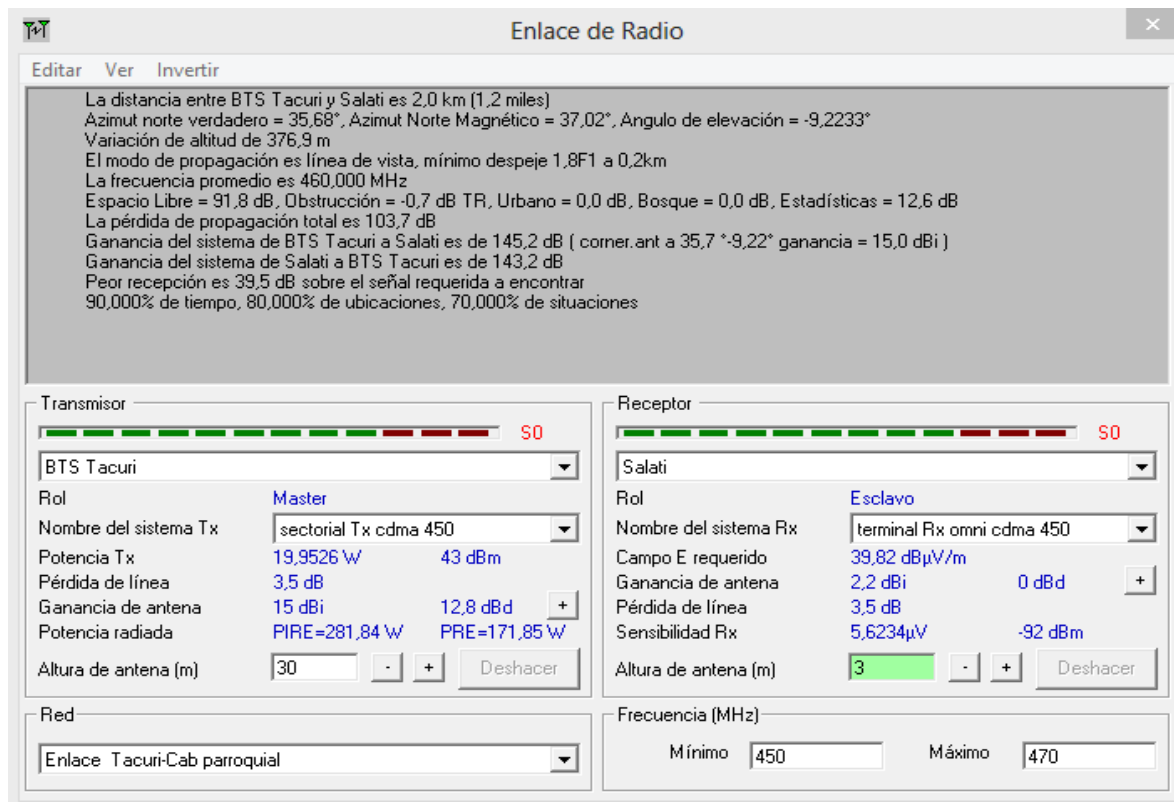 Enlace de Radio
Editar Ver Invertir
La distancia entre BTS Tacuri y Salati es 2,0 km (1,2 miles)
Azimut norte verdadero = 35,68°, Azimut Norte Magnético = 37,02°, Angulo de elevación = -9,2233°
Variación de altitud de 376,9 m
El modo de propagación es línea de vista, mínimo despeje 1,8F1 a 0,2km
La frecuencia promedio es 460,000 MHz
Espacio Libre = 91,8 dB, Obstrucción = -0,7 dB TR, Urbano = 0,0 dB, Bosque = 0,0 dB, Estadísticas = 12,6 dB
La pérdida de propagación total es 103,7 dB
Ganancia del sistema de BTS Tacuri a Salati es de 145,2 dB ( corner.ant a 35,7 °-9,22° ganancia = 15,0 dBi )
Ganancia del sistema de Salati a BTS Tacuri es de 143,2 dB
Peor recepción es 39,5 dB sobre el señal requerida a encontrar
90,000% de tiempo, 80,000% de ubicaciones, 70,000% de situaciones
Transmisor
S0
BTS Tacuri
Rol Master
Nombre del sistema Tx sectorial Tx cdma 450
Potencia Tx 19,9526 W 43 dBm
Pérdida de línea 3,5 dB
Ganancia de antena 15 dBi 12,8 dBd +
Potencia radiada PIRE=281,84 W PRE=171,85 W
Altura de antena (m) 30 - + Deshacer
Receptor
S0
Salati
Rol Esclavo
Nombre del sistema Rx terminal Rx omni cdma 450
Campo E requerido 39,82 dBµV/m
Ganancia de antena 2,2 dBi 0 dBd +
Pérdida de línea 3,5 dB
Sensibilidad Rx 5,6234µV -92 dBm
Altura de antena (m) 3 - + Deshacer
Red
Enlace Tacuri-Cab parroquial
Frecuencia (MHz)
Mínimo 450 Máximo 470